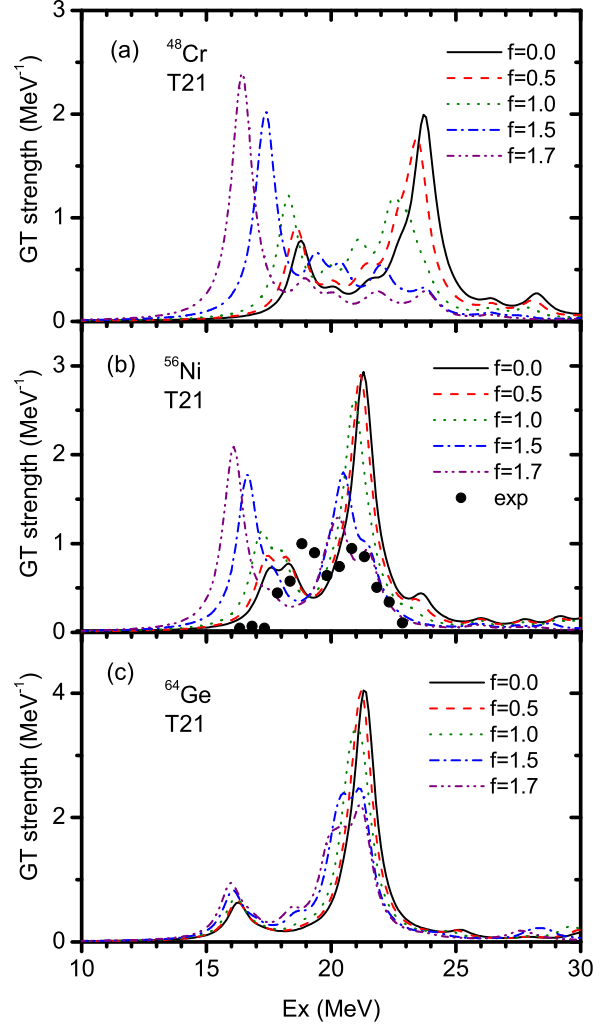 3
(a)
⁴⁸Cr
T21
f=0.0
f=0.5
f=1.0
f=1.5
f=1.7
2
1
0
GT strength (MeV⁻¹)
3
(b)
⁵⁶Ni
T21
f=0.0
f=0.5
f=1.0
f=1.5
f=1.7
exp
2
1
0
GT strength (MeV⁻¹)
(c)
⁶⁴Ge
T21
f=0.0
f=0.5
f=1.0
f=1.5
f=1.7
4
2
0
GT strength (MeV⁻¹)
10 15 20 25 30
Ex (MeV)